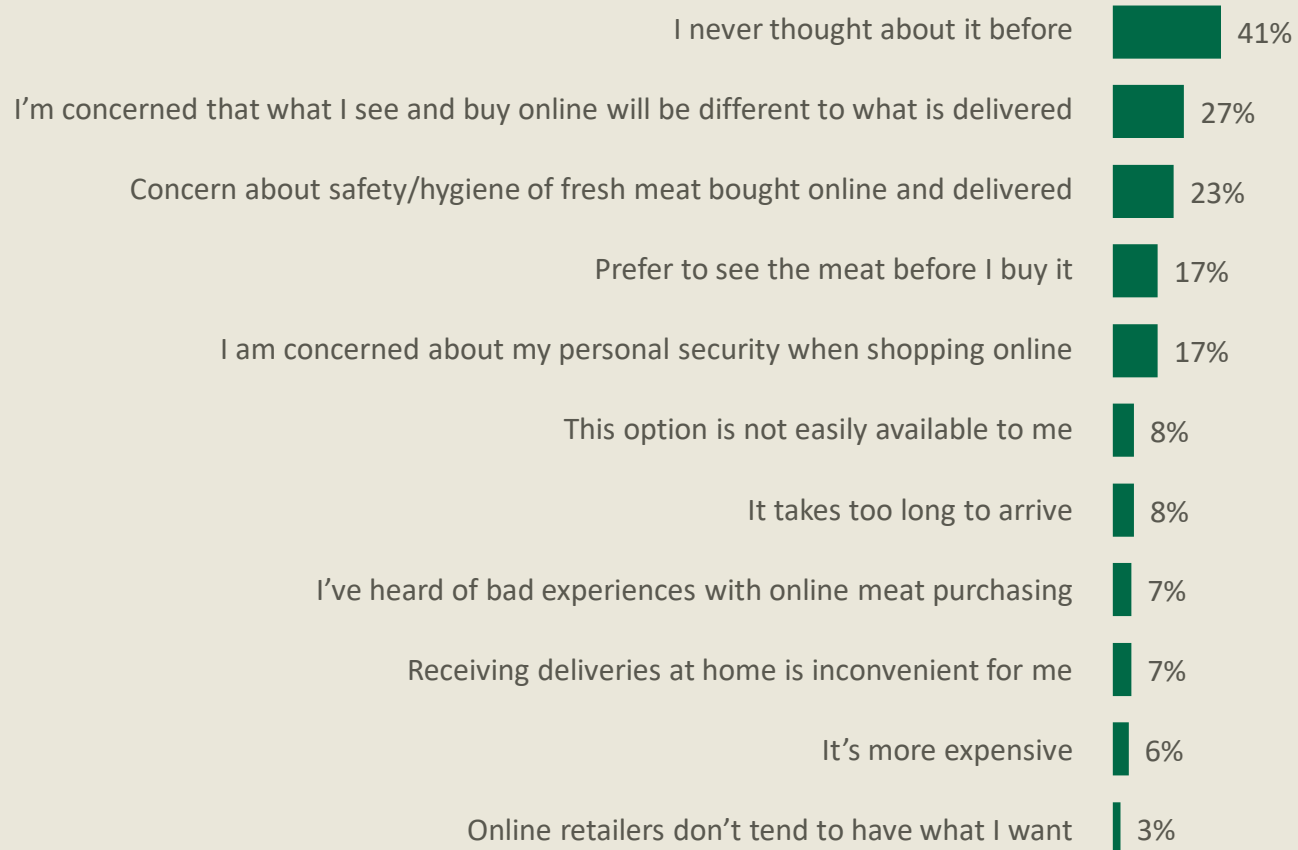 I never thought about it before 41%
I’m concerned that what I see and buy online will be different to what is delivered 27%
Concern about safety/hygiene of fresh meat bought online and delivered 23%
Prefer to see the meat before I buy it 17%
I am concerned about my personal security when shopping online 17%
This option is not easily available to me 8%
It takes too long to arrive 8%
I’ve heard of bad experiences with online meat purchasing 7%
Receiving deliveries at home is inconvenient for me 7%
It’s more expensive 6%
Online retailers don’t tend to have what I want 3%